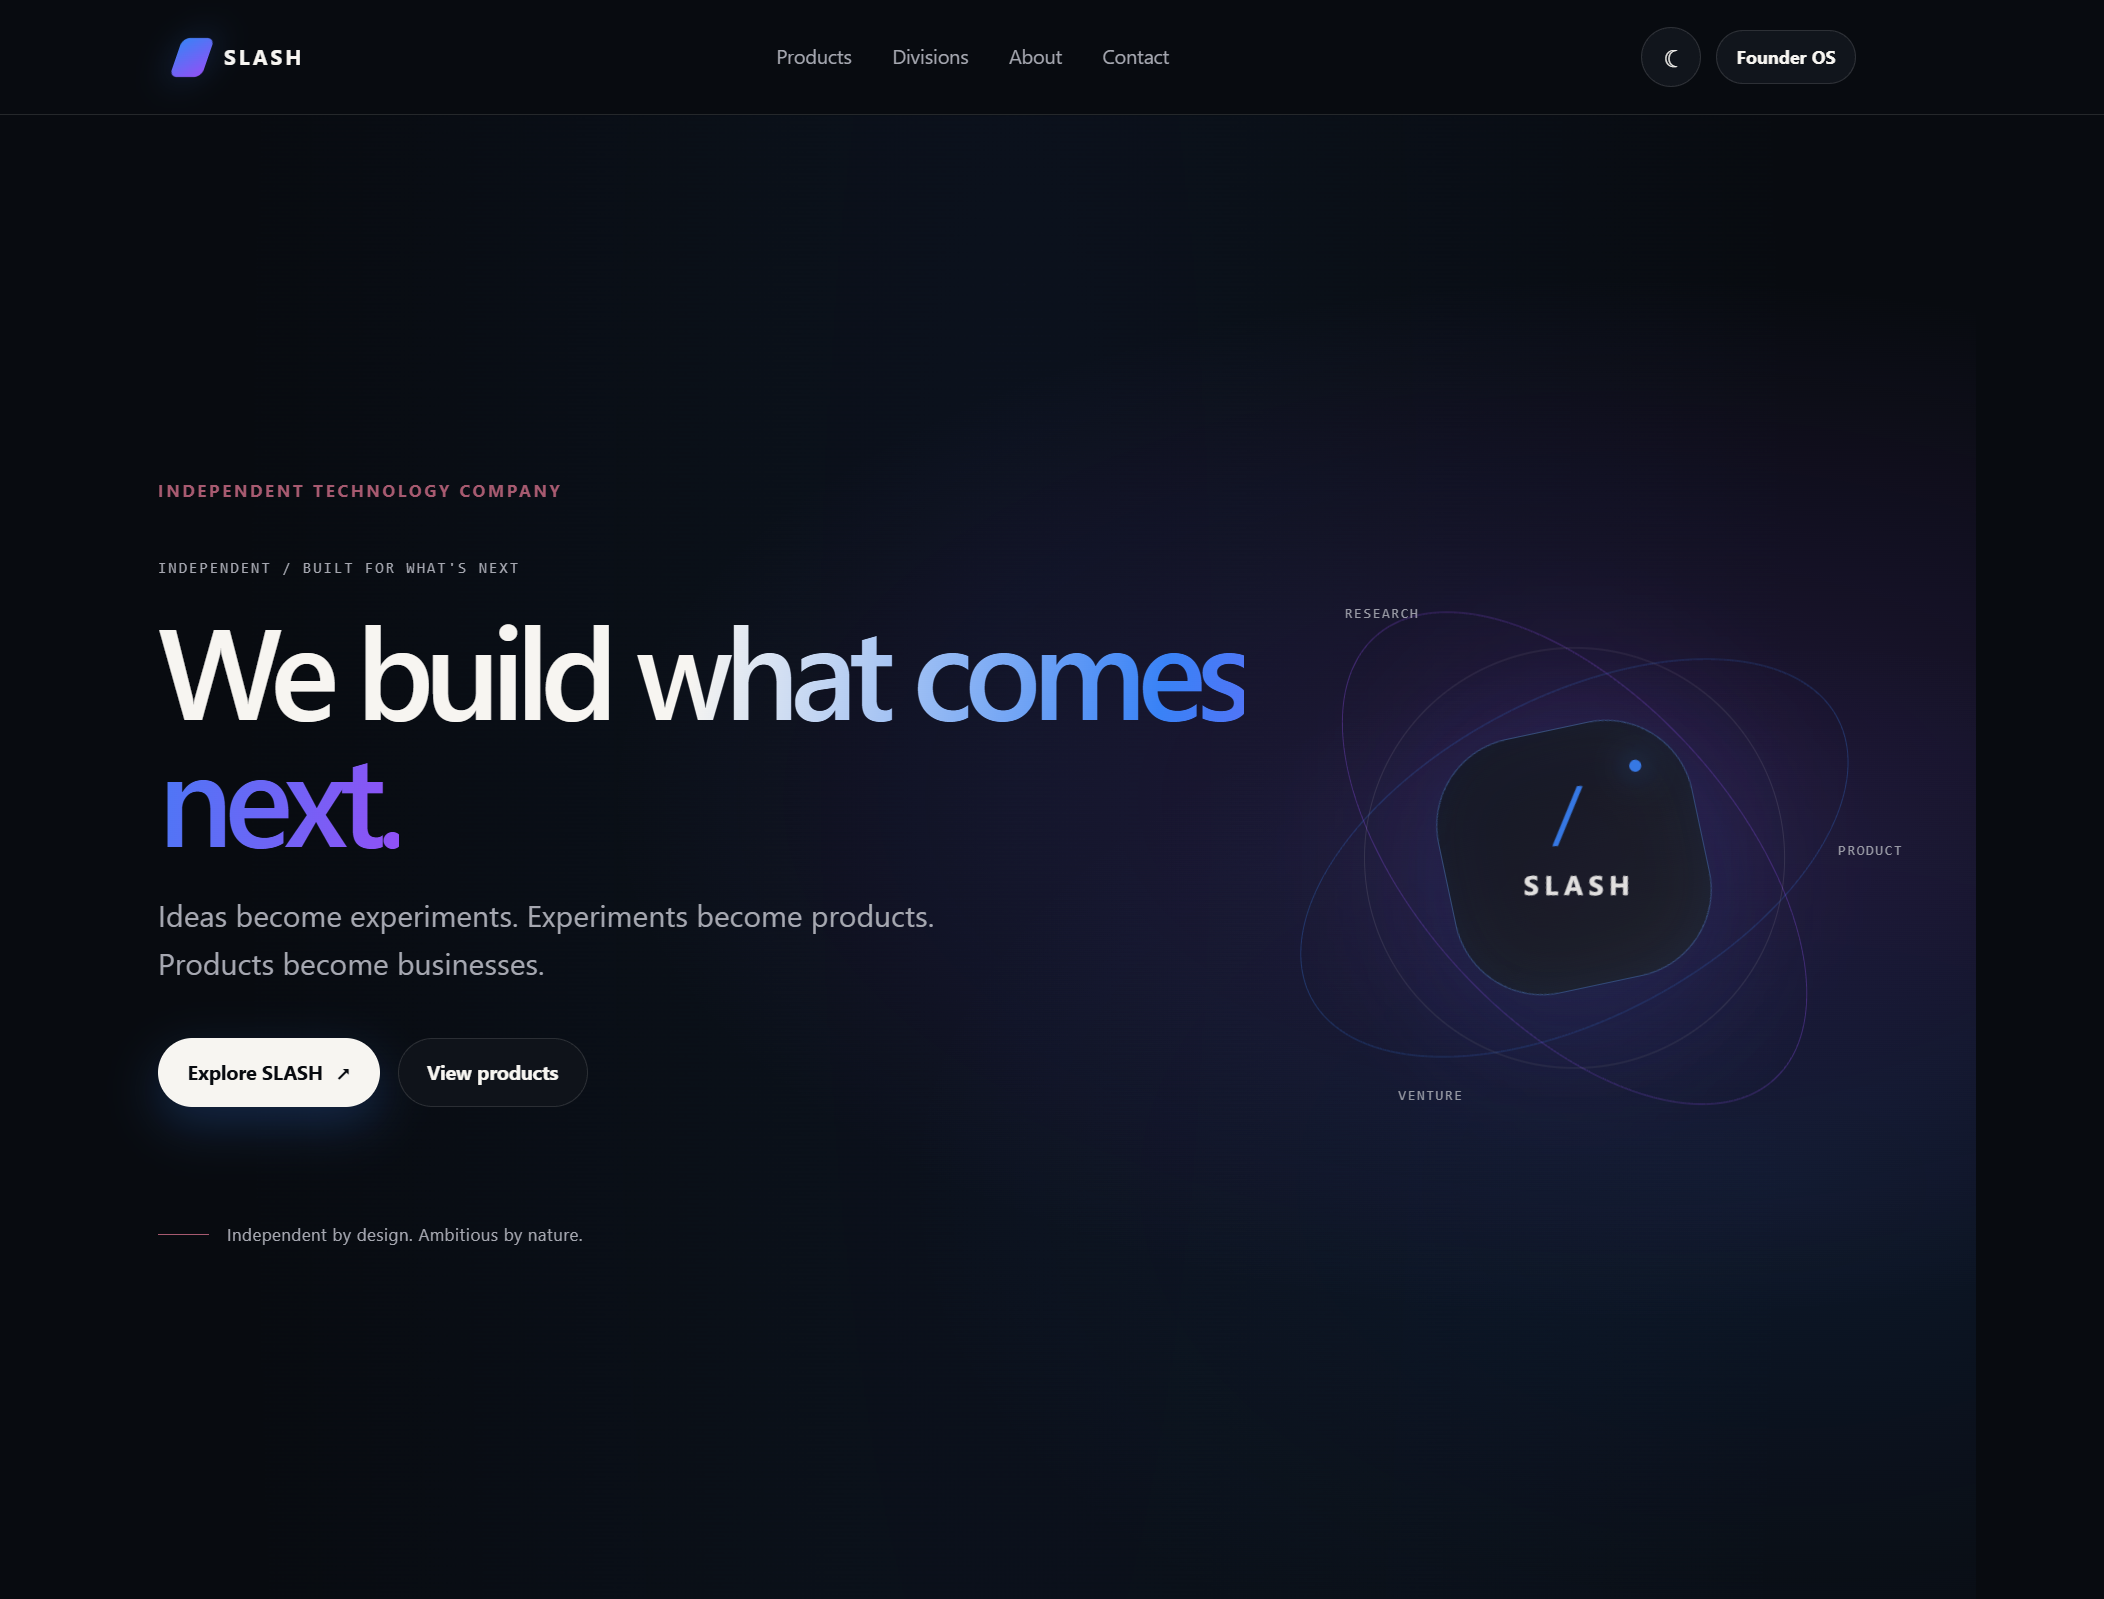 SLASH
Products
Divisions
About
Contact
Founder OS
INDEPENDENT TECHNOLOGY COMPANY
INDEPENDENT / BUILT FOR WHAT'S NEXT
We build what comes
next.
Ideas become experiments. Experiments become products.
Products become businesses.
Explore SLASH ↗
View products
Independent by design. Ambitious by nature.
RESEARCH
/
SLASH
PRODUCT
VENTURE